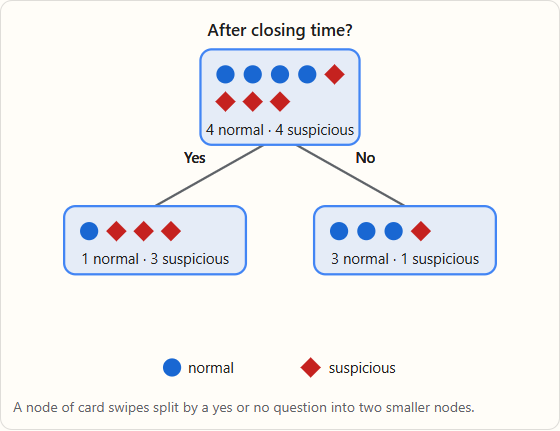 After closing time?
4 normal · 4 suspicious
Yes
No
1 normal · 3 suspicious
3 normal · 1 suspicious
normal
suspicious
A node of card swipes split by a yes or no question into two smaller nodes.